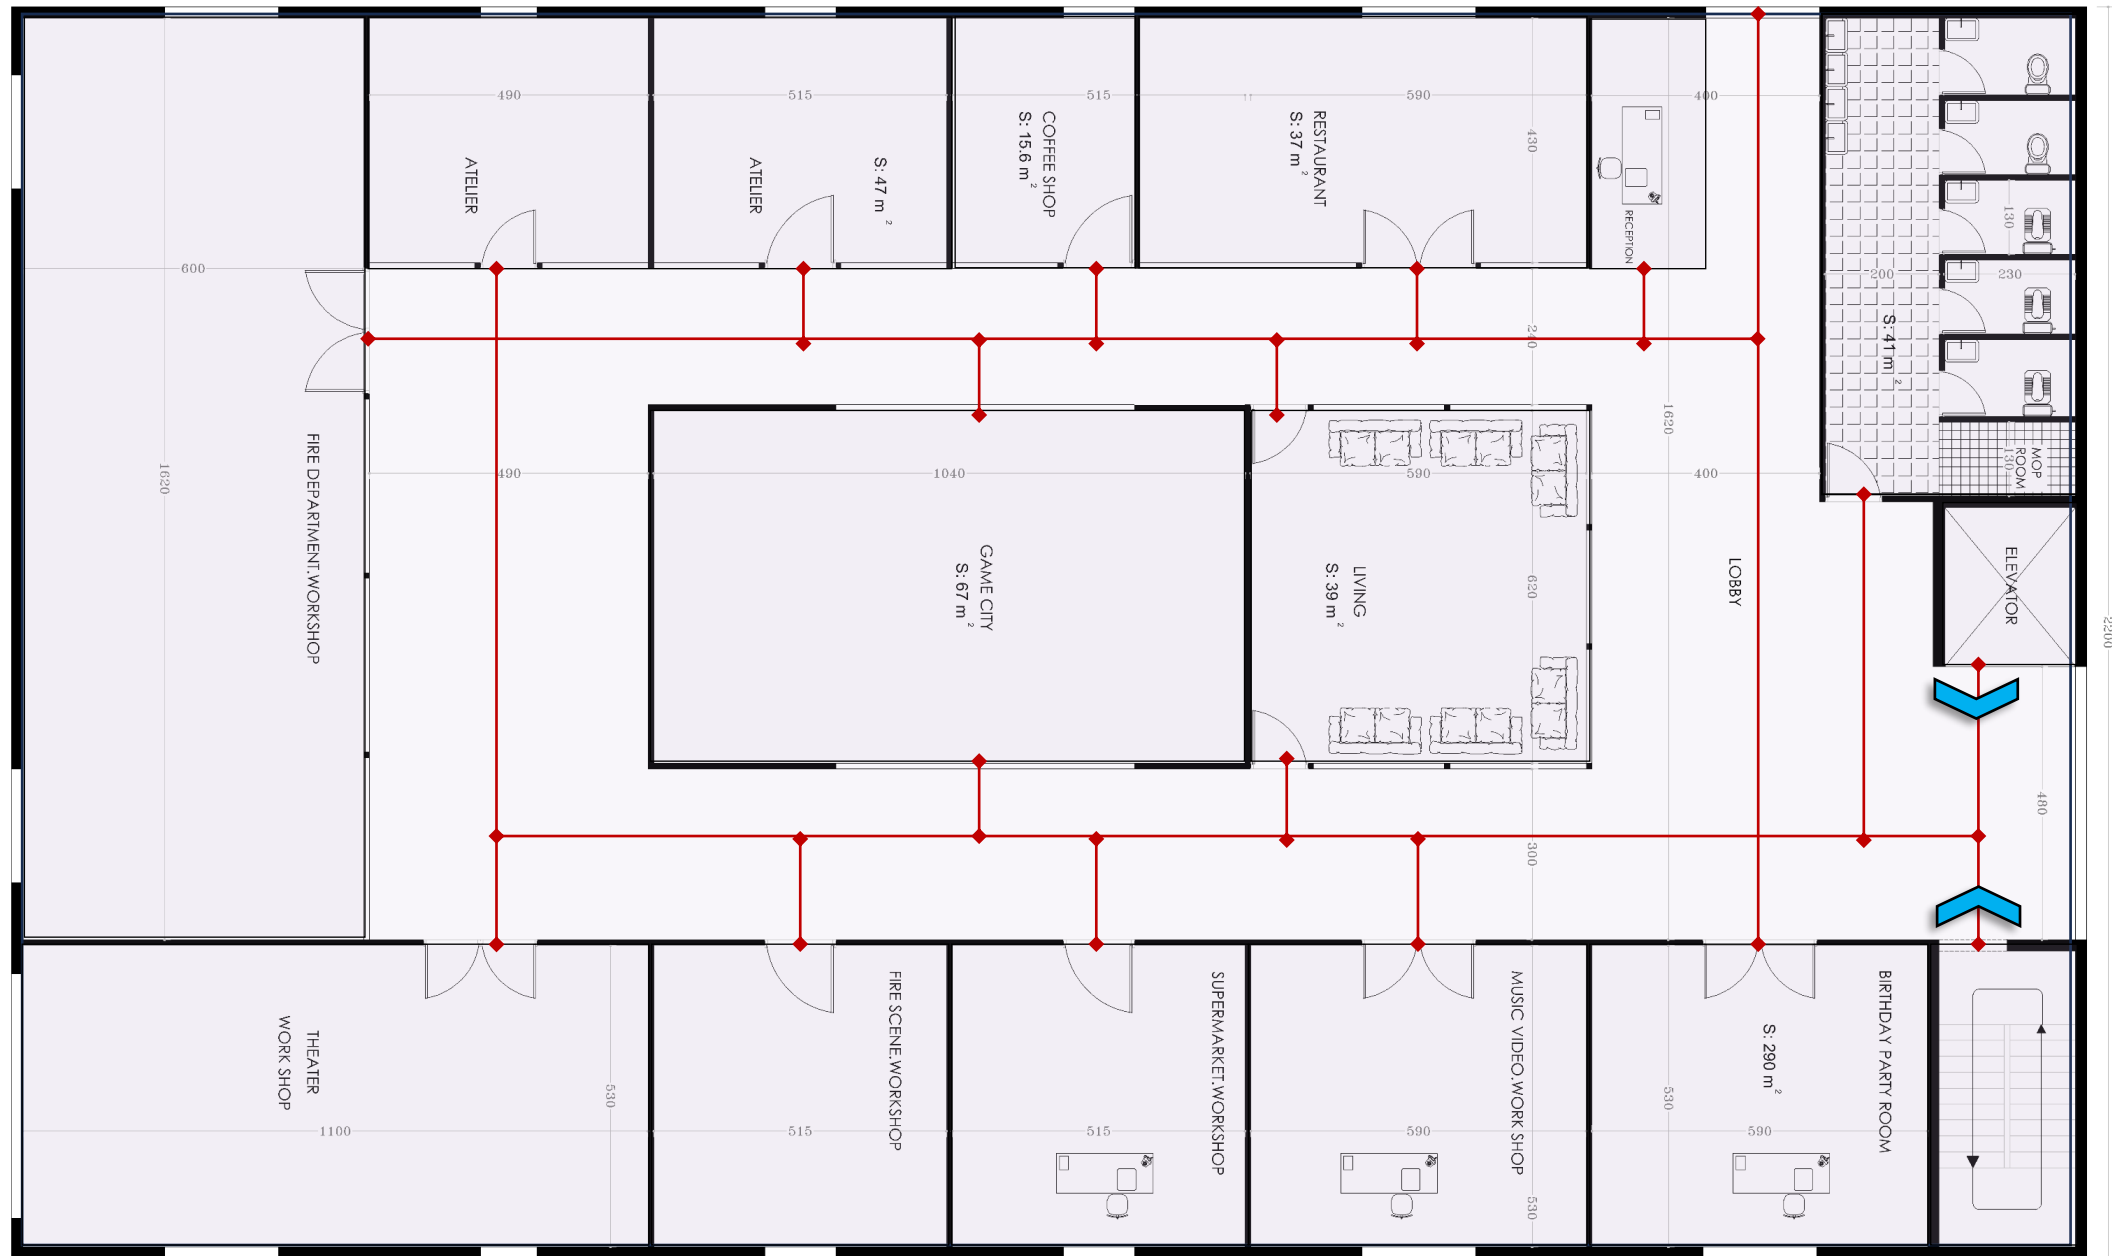 490
515
515
590
400
430
ATELIER
ATELIER
S: 47 m²
COFFEE SHOP
S: 15.6 m²
RESTAURANT
S: 37 m²
RECEPTION
130
600
200
230
240
S: 41 m²
1620
FIRE DEPARTMENT.WORKSHOP
1620
490
1040
590
400
MOP
ROOM
130
GAME CITY
S: 67 m²
LIVING
S: 39 m²
620
LOBBY
ELEVATOR
2200
480
300
THEATER
WORK SHOP
530
FIRE SCENE.WORKSHOP
SUPERMARKET.WORKSHOP
MUSIC VIDEO.WORK SHOP
BIRTHDAY PARTY ROOM
S: 290 m²
530
1100
515
515
590
590
530